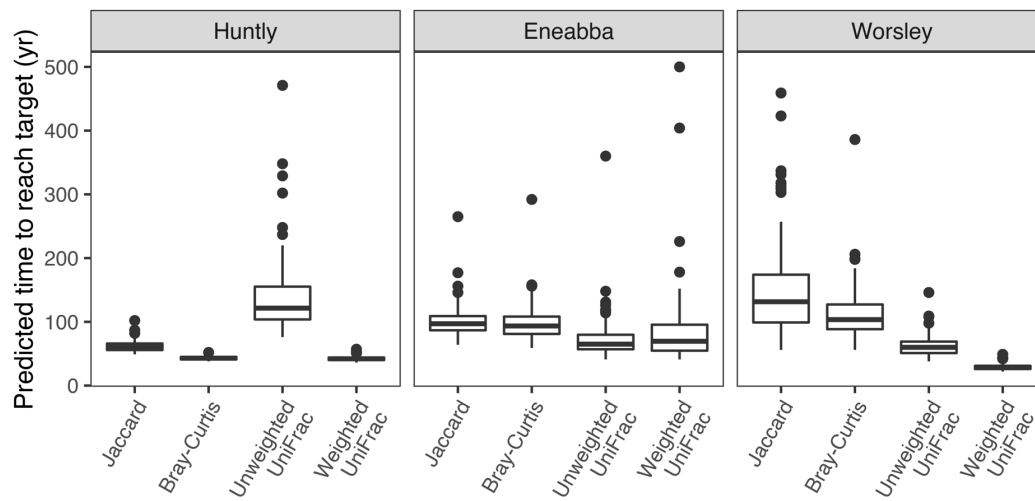 Huntly
Eneabba
Worsley
Predicted time to reach target (yr)
500
400
300
200
100
0
Jaccard
Bray-Curtis
Unweighted
UniFrac
Weighted
UniFrac
Jaccard
Bray-Curtis
Unweighted
UniFrac
Weighted
UniFrac
Jaccard
Bray-Curtis
Unweighted
UniFrac
Weighted
UniFrac